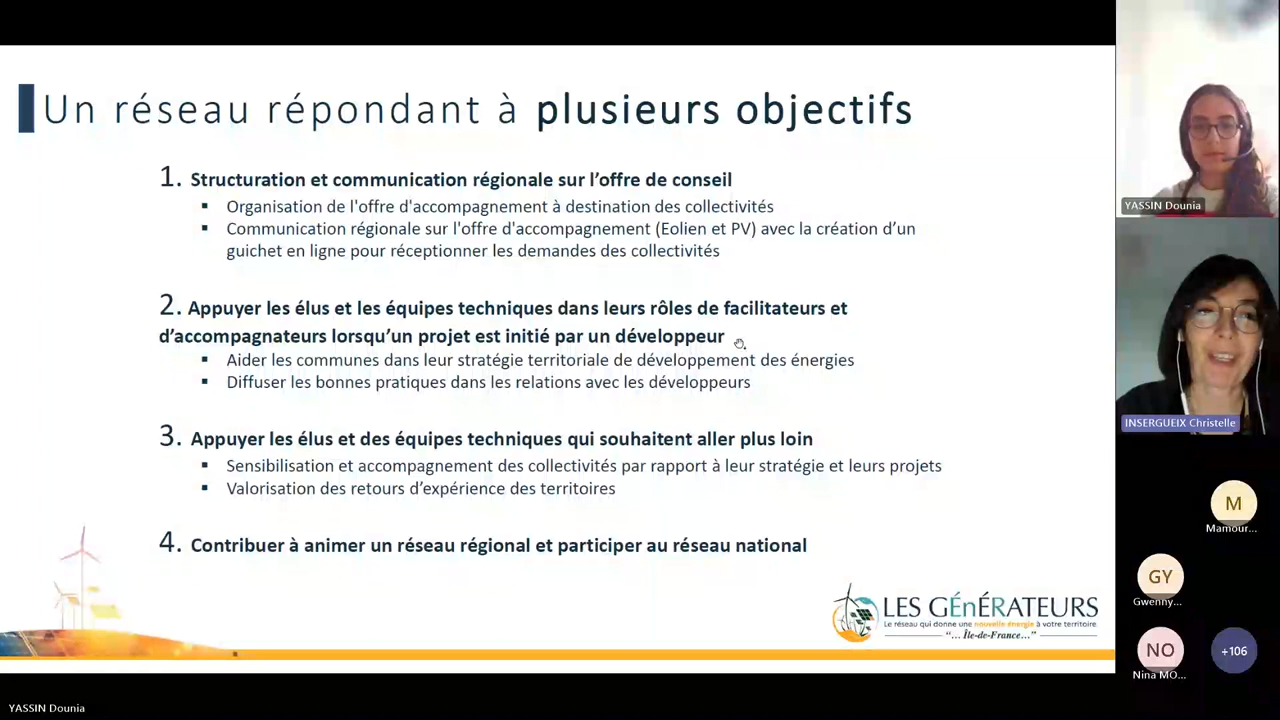 Un réseau répondant à plusieurs objectifs
1. Structuration et communication régionale sur l'offre de conseil
▪ Organisation de l'offre d'accompagnement à destination des collectivités
▪ Communication régionale sur l'offre d'accompagnement (Eolien et PV) avec la création d'un
guichet en ligne pour réceptionner les demandes des collectivités
2. Appuyer les élus et les équipes techniques dans leurs rôles de facilitateurs et
d'accompagnateurs lorsqu'un projet est initié par un développeur
▪ Aider les communes dans leur stratégie territoriale de développement des énergies
▪ Diffuser les bonnes pratiques dans les relations avec les développeurs
3. Appuyer les élus et des équipes techniques qui souhaitent aller plus loin
▪ Sensibilisation et accompagnement des collectivités par rapport à leur stratégie et leurs projets
▪ Valorisation des retours d'expérience des territoires
4. Contribuer à animer un réseau régional et participer au réseau national
LES GÉnÉRATEURS
Le réseau qui donne une nouvelle énergie à votre territoire
"... Île-de-France..."
YASSIN Dounia
INSERGUEIX Christelle
M
Mamour...
GY
Gwenny...
NO
Nina MO...
+106
YASSIN Dounia